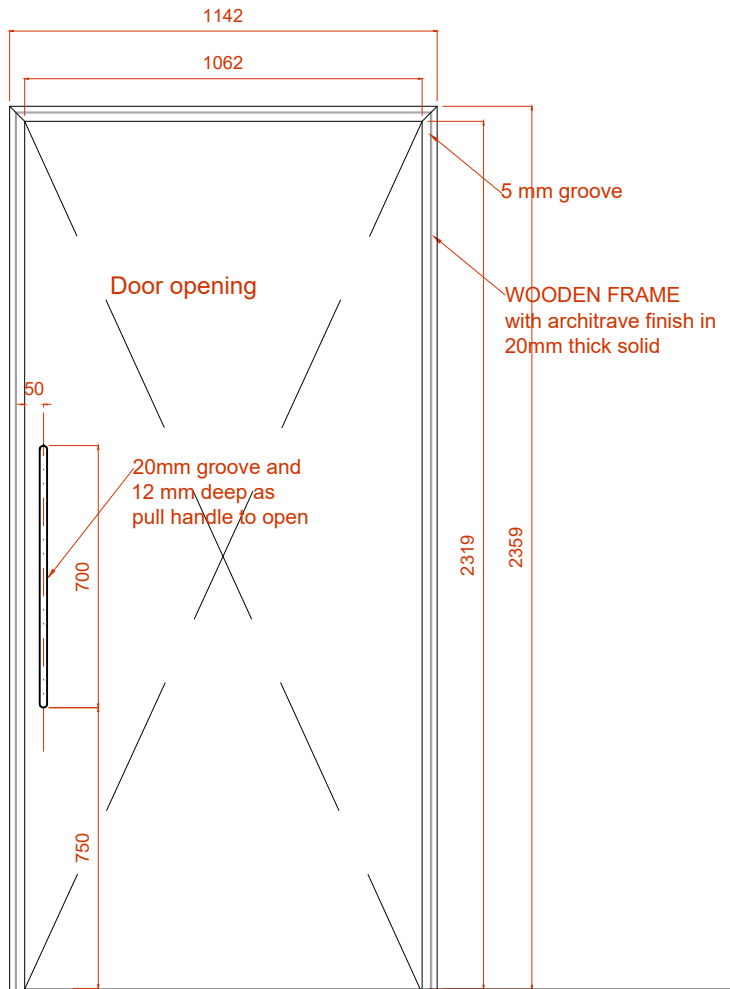 1142
1062
5 mm groove
Door opening
WOODEN FRAME
with architrave finish in
20mm thick solid
50
20mm groove and
12 mm deep as
pull handle to open
700
2319
2359
750